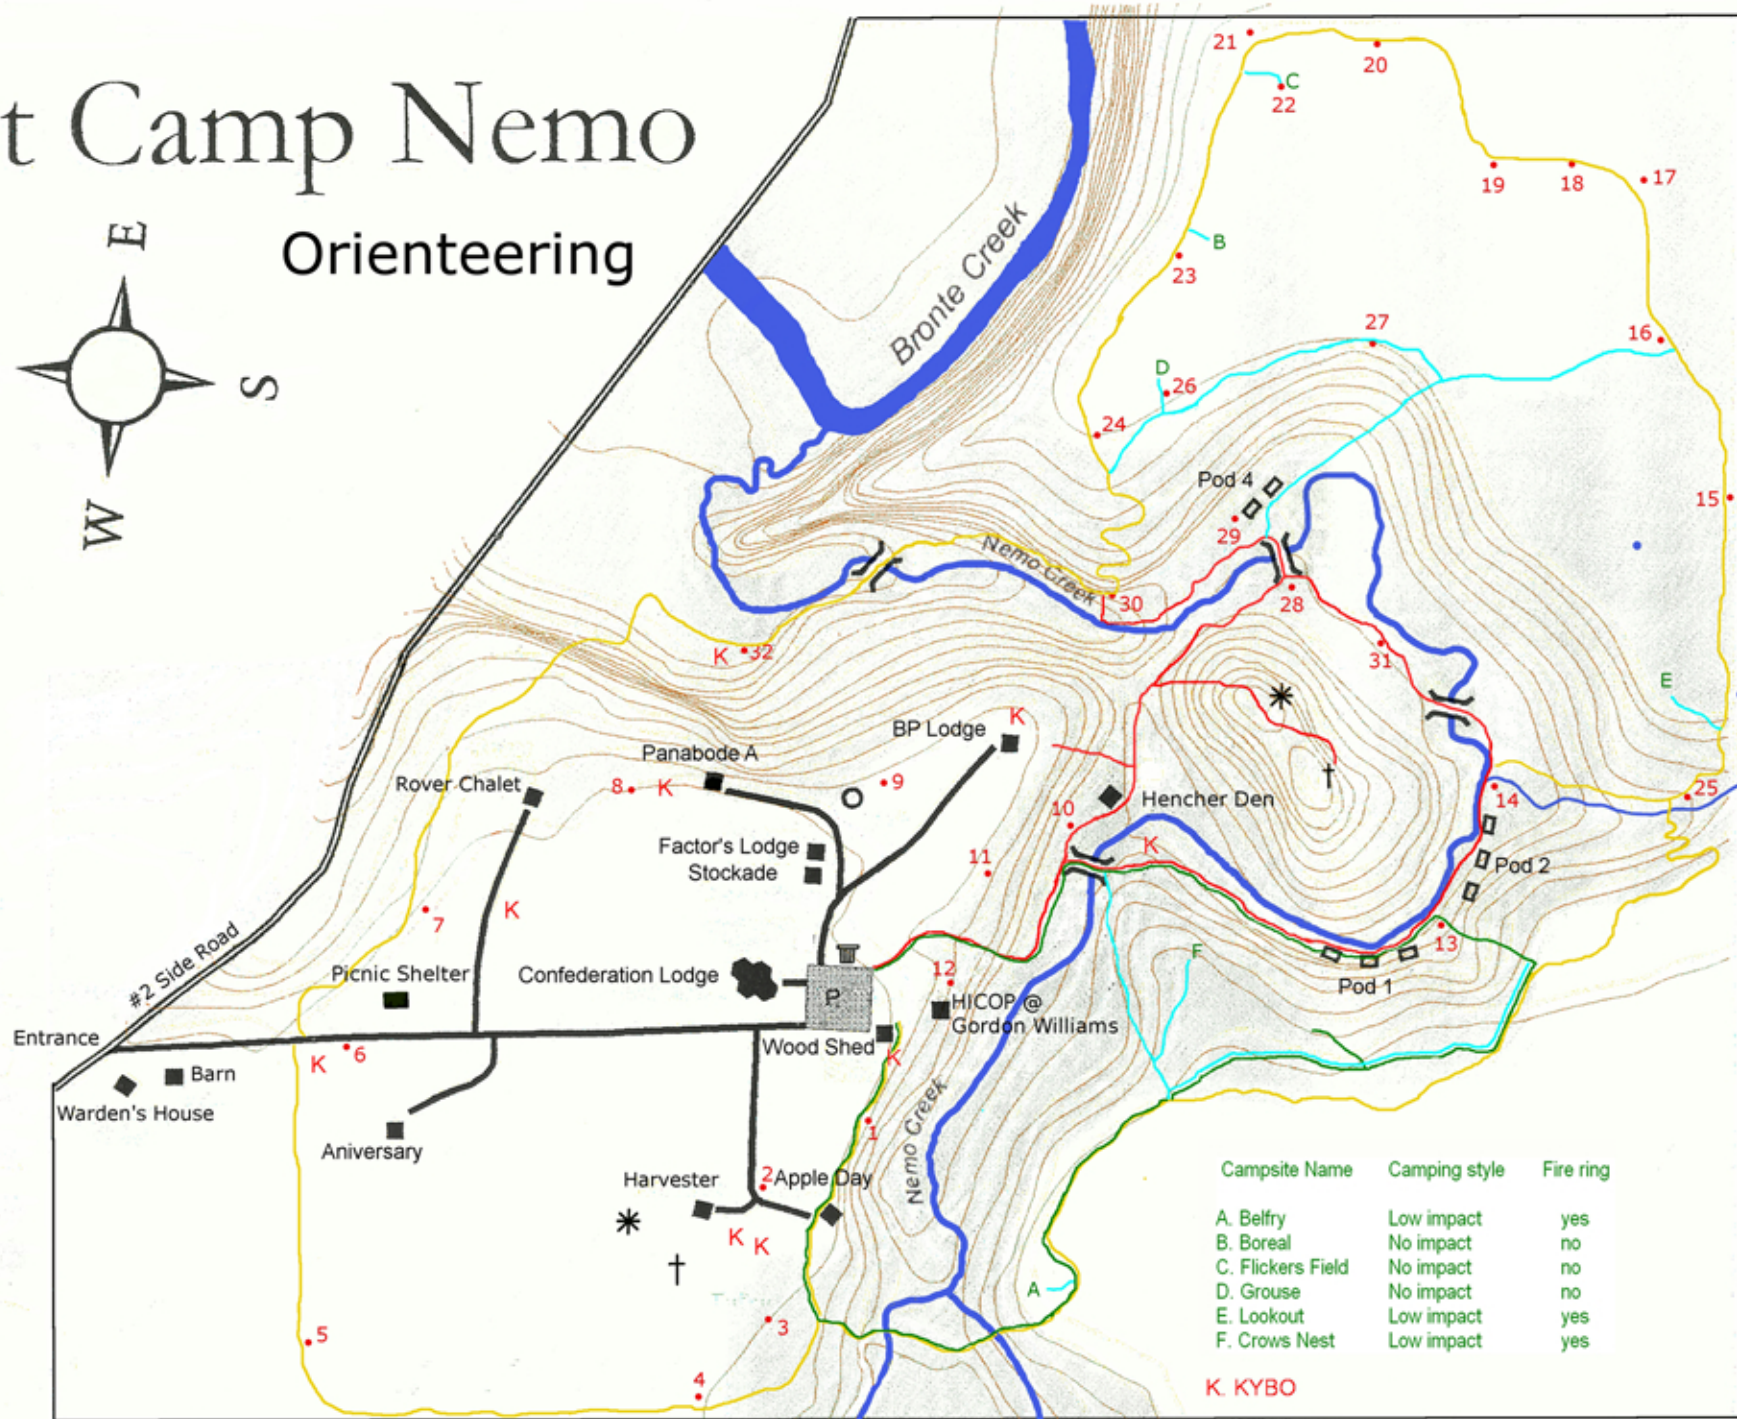 t Camp Nemo
Orienteering
E
S
W
Bronte Creek
21
20
C
22
19
18
17
B
23
27
16
D
26
24
Pod 4
15
29
Nemo Creek
30
28
31
K
32
E
K
BP Lodge
Panabode A
Rover Chalet
8
K
9
25
14
Hencher Den
10
K
Factor's Lodge
Stockade
11
Pod 2
K
7
13
#2 Side Road
F
Picnic Shelter
Confederation Lodge
P
12
Pod 1
HICOP @
Gordon Williams
Entrance
Wood Shed
K
K
6
Barn
Warden's House
1
Nemo Creek
Aniversary
Harvester
2
Apple Day
K
K
A
3
5
4
Campsite Name Camping style Fire ring
A. Belfry Low impact yes
B. Boreal No impact no
C. Flickers Field No impact no
D. Grouse No impact no
E. Lookout Low impact yes
F. Crows Nest Low impact yes
K. KYBO